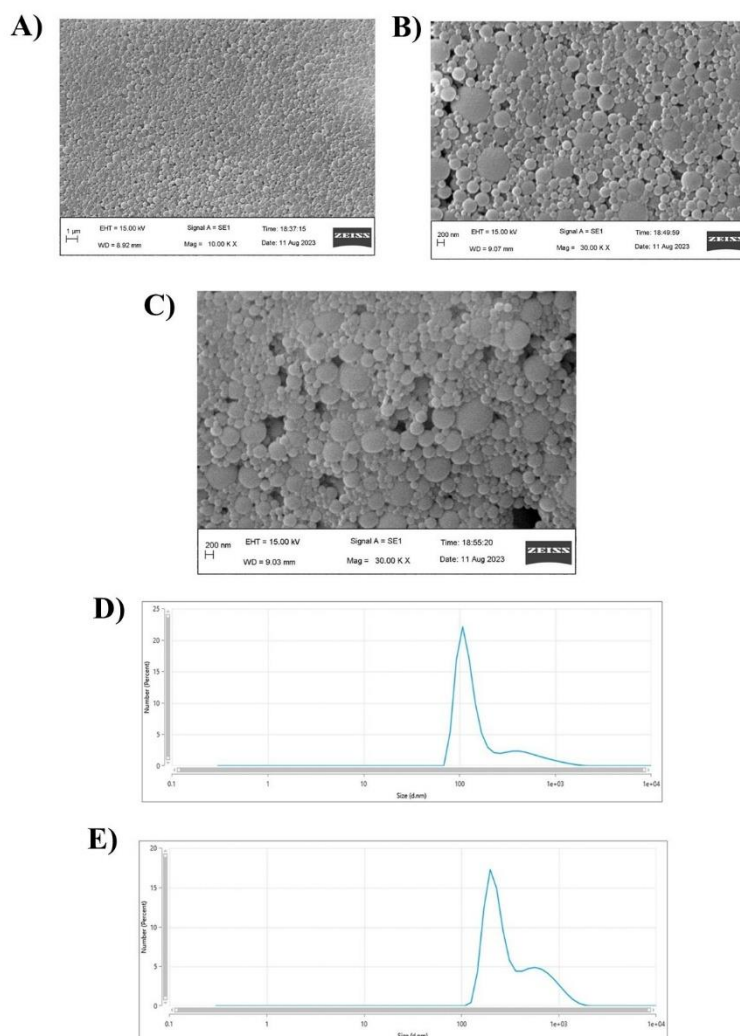 A)
1 µm
EHT = 15.00 kV
Signal A = SE1
Time: 18:37:15
WD = 8.92 mm
Mag = 10.00 K X
Date: 11 Aug 2023
ZEISS
B)
200 nm
EHT = 15.00 kV
Signal A = SE1
Time: 18:49:59
WD = 9.07 mm
Mag = 30.00 K X
Date: 11 Aug 2023
ZEISS
C)
200 nm
EHT = 15.00 kV
Signal A = SE1
Time: 18:55:20
WD = 9.03 mm
Mag = 30.00 K X
Date: 11 Aug 2023
ZEISS
D)
Number (Percent)
25
20
15
10
5
0
0.1
1
10
100
1e+03
1e+04
Size (d.nm)
E)
Number (Percent)
20
15
10
5
0
0.1
1
10
100
1e+03
1e+04
Size (d.nm)